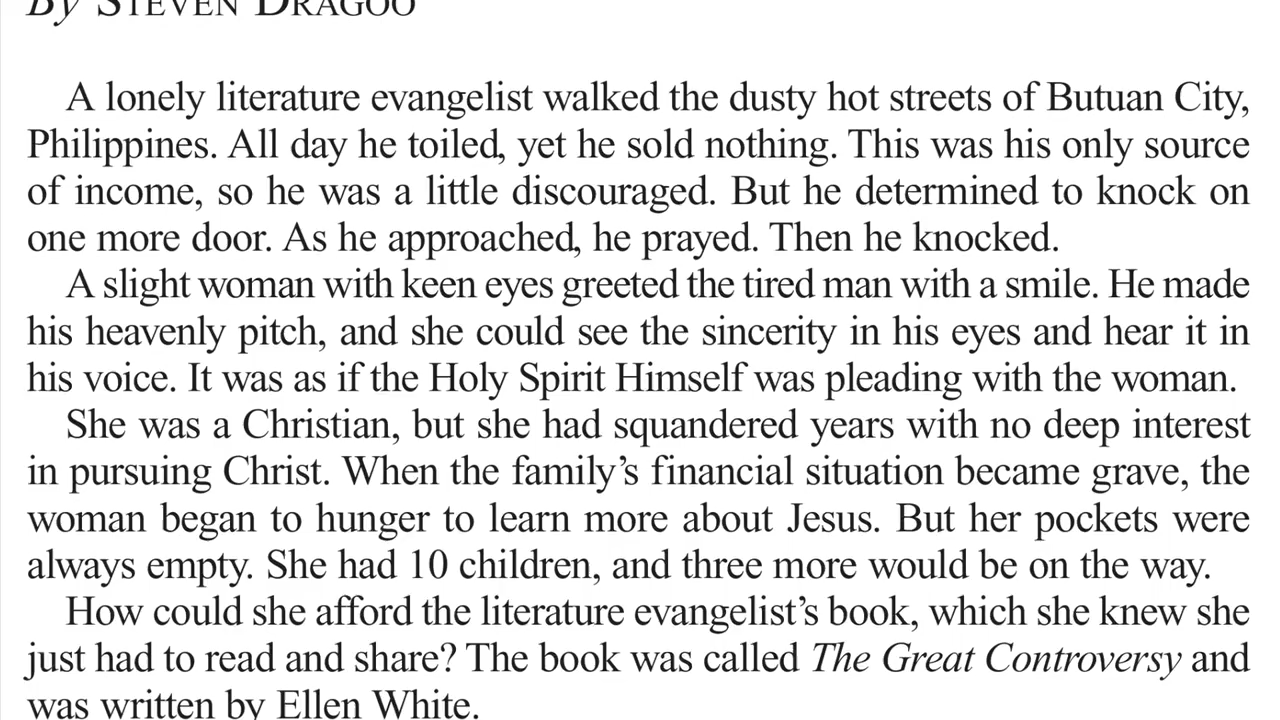 By STEVEN DRAGOO
A lonely literature evangelist walked the dusty hot streets of Butuan City,
Philippines. All day he toiled, yet he sold nothing. This was his only source
of income, so he was a little discouraged. But he determined to knock on
one more door. As he approached, he prayed. Then he knocked.
A slight woman with keen eyes greeted the tired man with a smile. He made
his heavenly pitch, and she could see the sincerity in his eyes and hear it in
his voice. It was as if the Holy Spirit Himself was pleading with the woman.
She was a Christian, but she had squandered years with no deep interest
in pursuing Christ. When the family’s financial situation became grave, the
woman began to hunger to learn more about Jesus. But her pockets were
always empty. She had 10 children, and three more would be on the way.
How could she afford the literature evangelist’s book, which she knew she
just had to read and share? The book was called The Great Controversy and
was written by Ellen White.